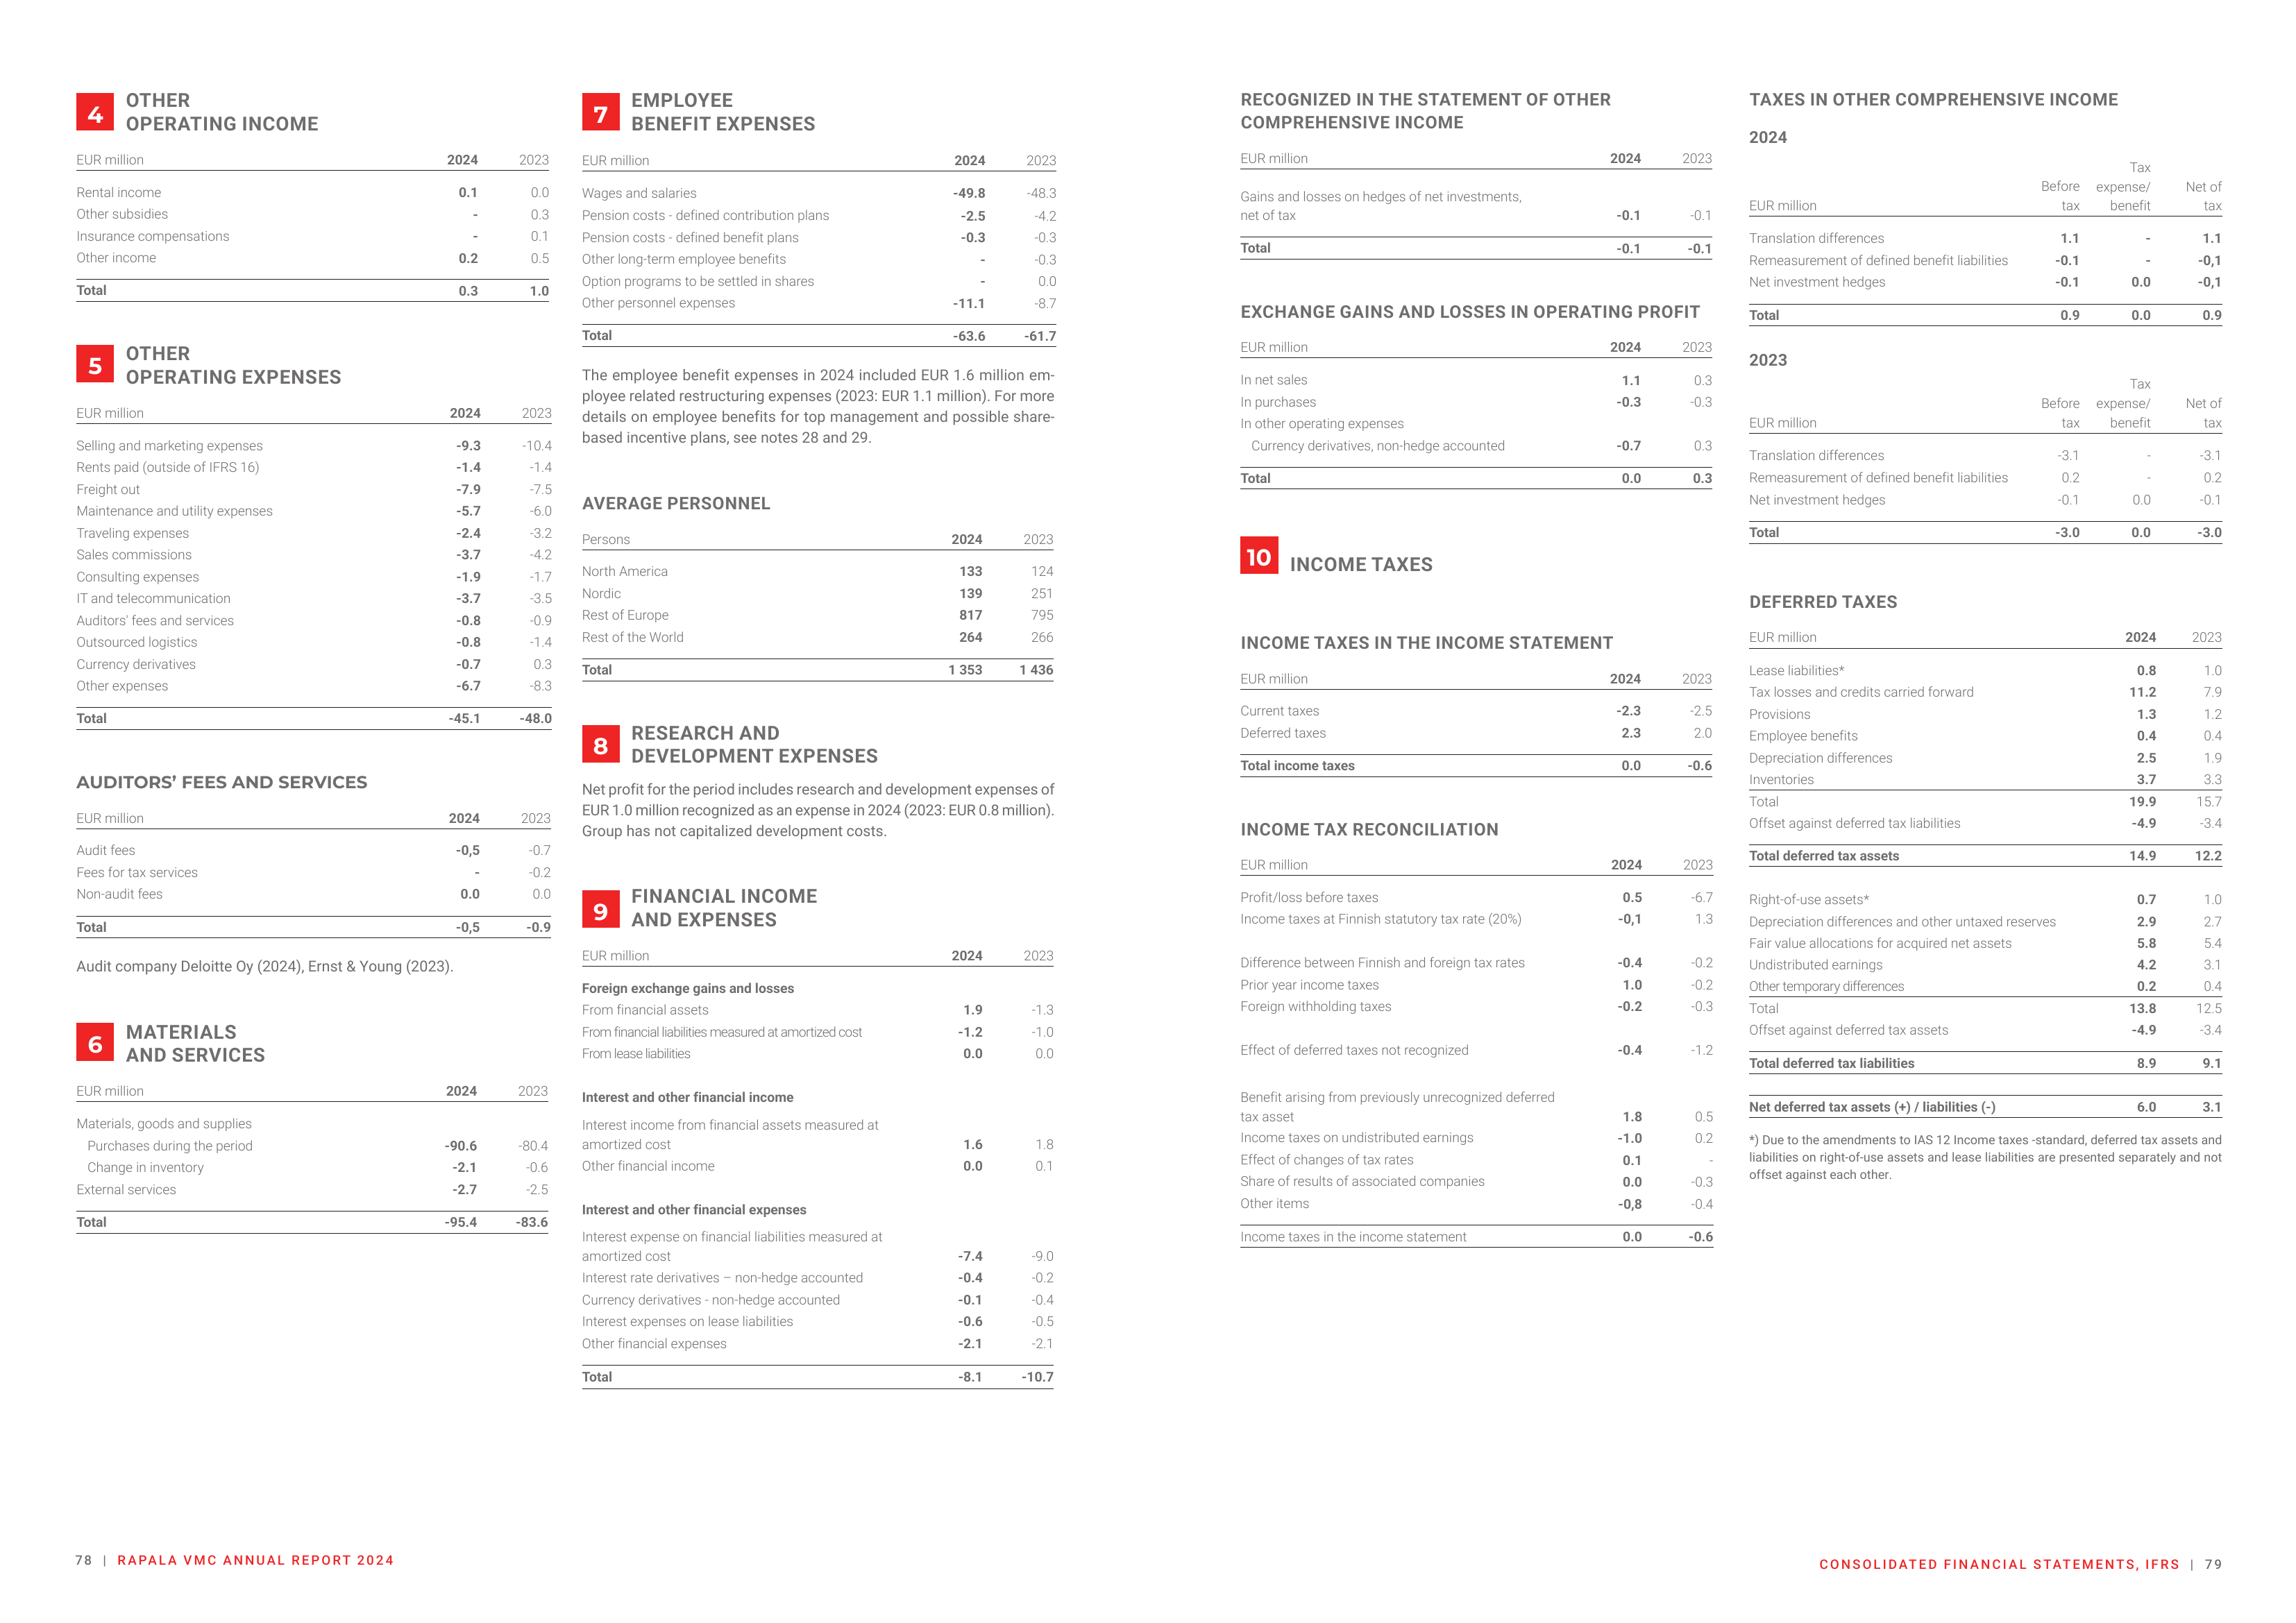 4
OTHER
OPERATING INCOME
EUR million 2024 2023
Rental income 0.1 0.0
Other subsidies - 0.3
Insurance compensations - 0.1
Other income 0.2 0.5
Total 0.3 1.0
5
OTHER
OPERATING EXPENSES
EUR million 2024 2023
Selling and marketing expenses -9.3 -10.4
Rents paid (outside of IFRS 16) -1.4 -1.4
Freight out -7.9 -7.5
Maintenance and utility expenses -5.7 -6.0
Traveling expenses -2.4 -3.2
Sales commissions -3.7 -4.2
Consulting expenses -1.9 -1.7
IT and telecommunication -3.7 -3.5
Auditors' fees and services -0.8 -0.9
Outsourced logistics -0.8 -1.4
Currency derivatives -0.7 0.3
Other expenses -6.7 -8.3
Total -45.1 -48.0
AUDITORS’ FEES AND SERVICES
EUR million 2024 2023
Audit fees -0,5 -0.7
Fees for tax services - -0.2
Non-audit fees 0.0 0.0
Total -0,5 -0.9
Audit company Deloitte Oy (2024), Ernst & Young (2023).
6
MATERIALS
AND SERVICES
EUR million 2024 2023
Materials, goods and supplies
Purchases during the period -90.6 -80.4
Change in inventory -2.1 -0.6
External services -2.7 -2.5
Total -95.4 -83.6
7
EMPLOYEE
BENEFIT EXPENSES
EUR million 2024 2023
Wages and salaries -49.8 -48.3
Pension costs - defined contribution plans -2.5 -4.2
Pension costs - defined benefit plans -0.3 -0.3
Other long-term employee benefits - -0.3
Option programs to be settled in shares - 0.0
Other personnel expenses -11.1 -8.7
Total -63.6 -61.7
The employee benefit expenses in 2024 included EUR 1.6 million em-
ployee related restructuring expenses (2023: EUR 1.1 million). For more
details on employee benefits for top management and possible share-
based incentive plans, see notes 28 and 29.
AVERAGE PERSONNEL
Persons 2024 2023
North America 133 124
Nordic 139 251
Rest of Europe 817 795
Rest of the World 264 266
Total 1 353 1 436
8
RESEARCH AND
DEVELOPMENT EXPENSES
Net profit for the period includes research and development expenses of
EUR 1.0 million recognized as an expense in 2024 (2023: EUR 0.8 million).
Group has not capitalized development costs.
9
FINANCIAL INCOME
AND EXPENSES
EUR million 2024 2023
Foreign exchange gains and losses
From financial assets 1.9 -1.3
From financial liabilities measured at amortized cost -1.2 -1.0
From lease liabilities 0.0 0.0
Interest and other financial income
Interest income from financial assets measured at
amortized cost 1.6 1.8
Other financial income 0.0 0.1
Interest and other financial expenses
Interest expense on financial liabilities measured at
amortized cost -7.4 -9.0
Interest rate derivatives – non-hedge accounted -0.4 -0.2
Currency derivatives - non-hedge accounted -0.1 -0.4
Interest expenses on lease liabilities -0.6 -0.5
Other financial expenses -2.1 -2.1
Total -8.1 -10.7
78 | RAPALA VMC ANNUAL REPORT 2024
RECOGNIZED IN THE STATEMENT OF OTHER
COMPREHENSIVE INCOME
EUR million 2024 2023
Gains and losses on hedges of net investments,
net of tax -0.1 -0.1
Total -0.1 -0.1
EXCHANGE GAINS AND LOSSES IN OPERATING PROFIT
EUR million 2024 2023
In net sales 1.1 0.3
In purchases -0.3 -0.3
In other operating expenses
Currency derivatives, non-hedge accounted -0.7 0.3
Total 0.0 0.3
10
INCOME TAXES
INCOME TAXES IN THE INCOME STATEMENT
EUR million 2024 2023
Current taxes -2.3 -2.5
Deferred taxes 2.3 2.0
Total income taxes 0.0 -0.6
INCOME TAX RECONCILIATION
EUR million 2024 2023
Profit/loss before taxes 0.5 -6.7
Income taxes at Finnish statutory tax rate (20%) -0,1 1.3
Difference between Finnish and foreign tax rates -0.4 -0.2
Prior year income taxes 1.0 -0.2
Foreign withholding taxes -0.2 -0.3
Effect of deferred taxes not recognized -0.4 -1.2
Benefit arising from previously unrecognized deferred
tax asset 1.8 0.5
Income taxes on undistributed earnings -1.0 0.2
Effect of changes of tax rates 0.1 -
Share of results of associated companies 0.0 -0.3
Other items -0,8 -0.4
Income taxes in the income statement 0.0 -0.6
TAXES IN OTHER COMPREHENSIVE INCOME
2024
Tax
Before expense/ Net of
EUR million tax benefit tax
Translation differences 1.1 - 1.1
Remeasurement of defined benefit liabilities -0.1 - -0,1
Net investment hedges -0.1 0.0 -0,1
Total 0.9 0.0 0.9
2023
Tax
Before expense/ Net of
EUR million tax benefit tax
Translation differences -3.1 - -3.1
Remeasurement of defined benefit liabilities 0.2 - 0.2
Net investment hedges -0.1 0.0 -0.1
Total -3.0 0.0 -3.0
DEFERRED TAXES
EUR million 2024 2023
Lease liabilities* 0.8 1.0
Tax losses and credits carried forward 11.2 7.9
Provisions 1.3 1.2
Employee benefits 0.4 0.4
Depreciation differences 2.5 1.9
Inventories 3.7 3.3
Total 19.9 15.7
Offset against deferred tax liabilities -4.9 -3.4
Total deferred tax assets 14.9 12.2
Right-of-use assets* 0.7 1.0
Depreciation differences and other untaxed reserves 2.9 2.7
Fair value allocations for acquired net assets 5.8 5.4
Undistributed earnings 4.2 3.1
Other temporary differences 0.2 0.4
Total 13.8 12.5
Offset against deferred tax assets -4.9 -3.4
Total deferred tax liabilities 8.9 9.1
Net deferred tax assets (+) / liabilities (-) 6.0 3.1
*) Due to the amendments to IAS 12 Income taxes -standard, deferred tax assets and
liabilities on right-of-use assets and lease liabilities are presented separately and not
offset against each other.
CONSOLIDATED FINANCIAL STATEMENTS, IFRS | 79